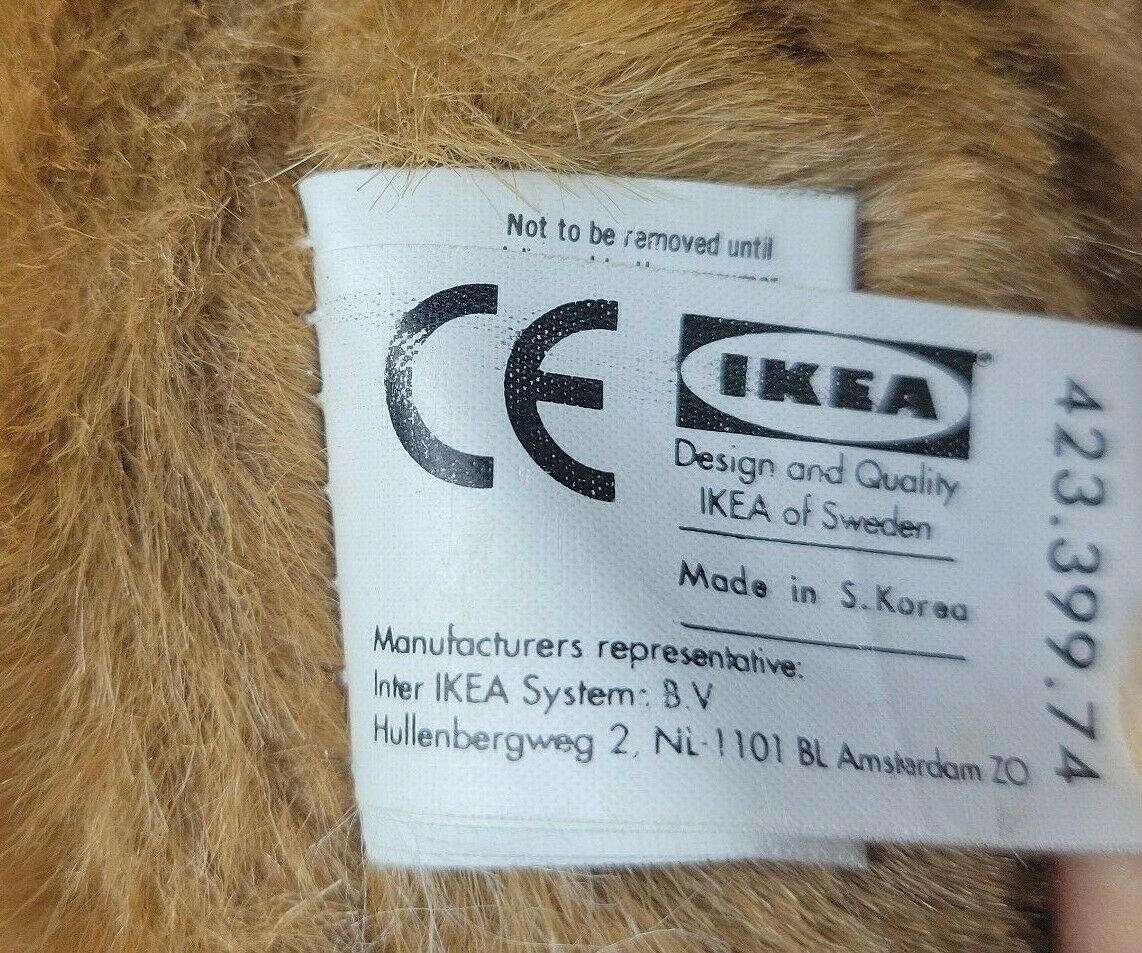 Not to be removed until
CE
IKEA®
Design and Quality
IKEA of Sweden
Made in S. Korea
Manufacturers representative:
Inter IKEA System: B.V
Hullenbergweg 2, NL-1101 BL Amsterdam ZO
423.399.74